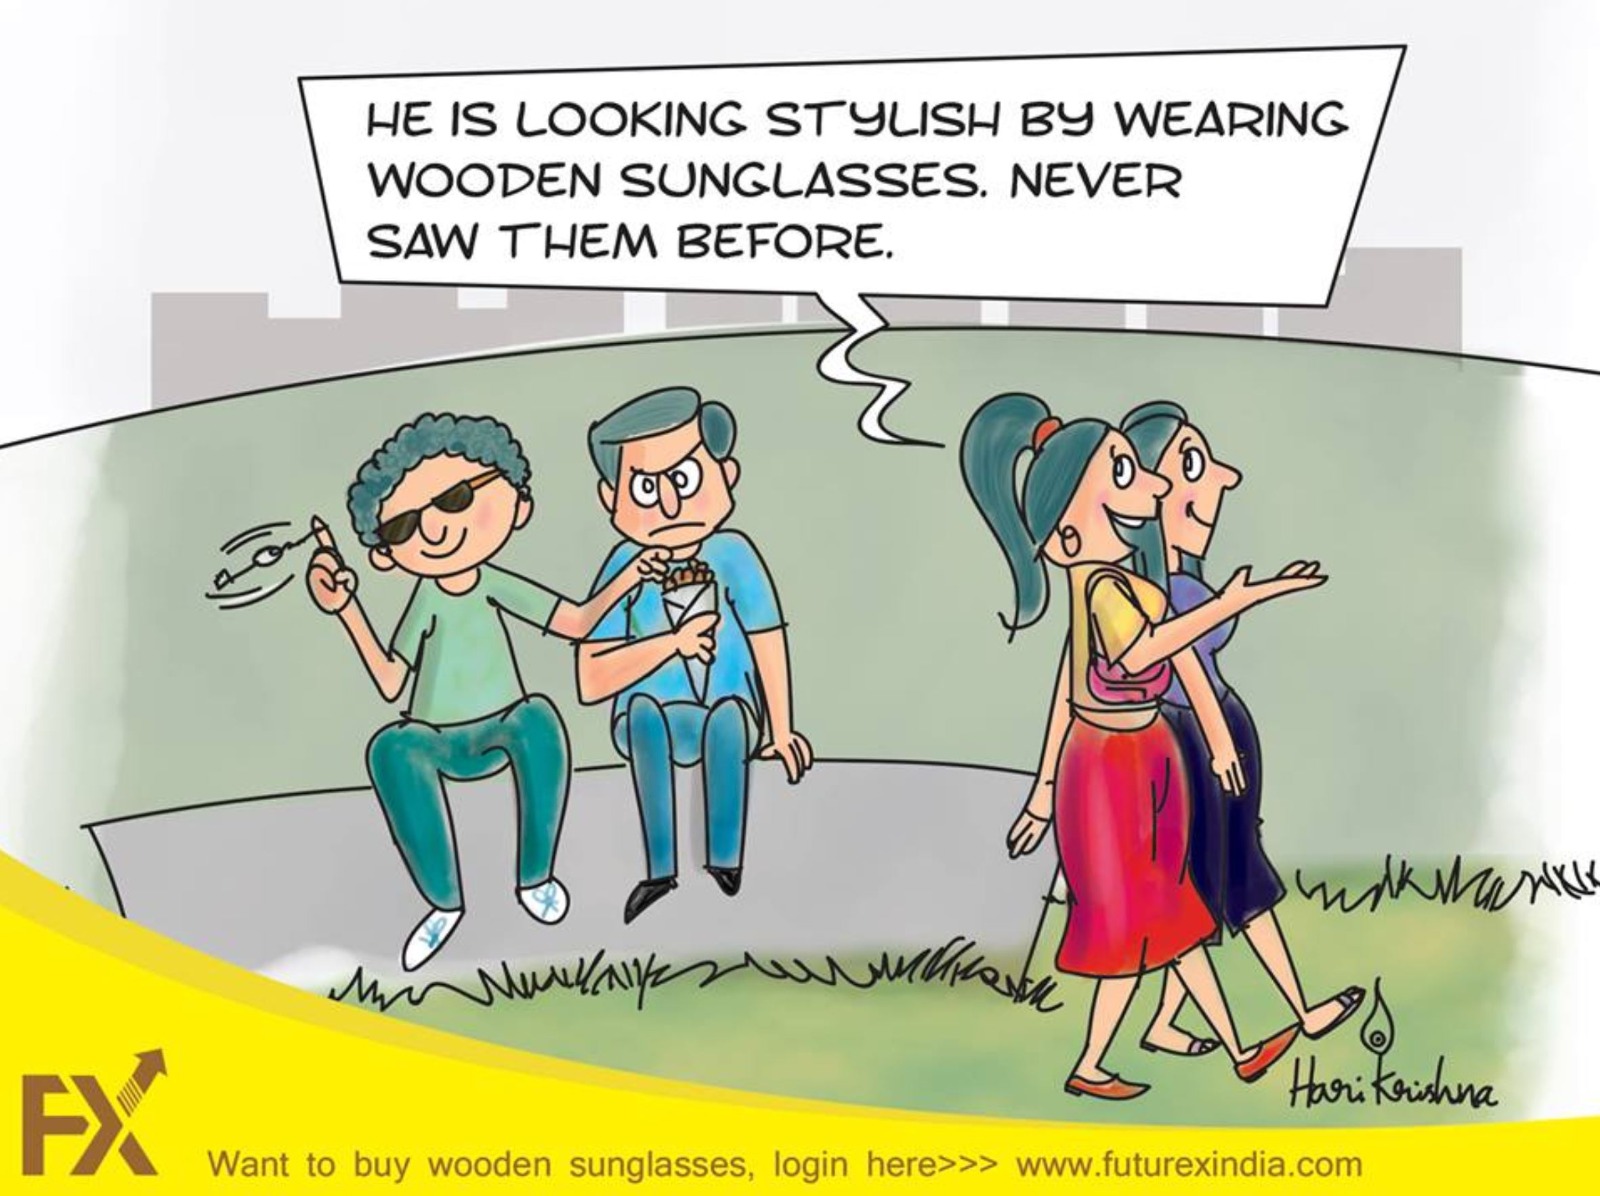 HE IS LOOKING STYLISH BY WEARING
WOODEN SUNGLASSES. NEVER
SAW THEM BEFORE.
Hari Krishna
FX
Want to buy wooden sunglasses, login here>>> www.futurexindia.com